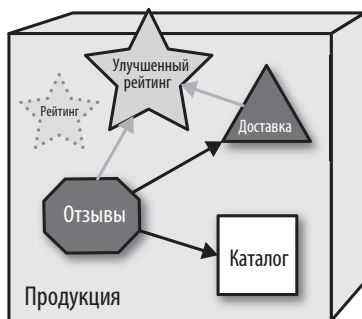 Улучшенный
рейтинг
Рейтинг
Доставка
Отзывы
Каталог
Продукция